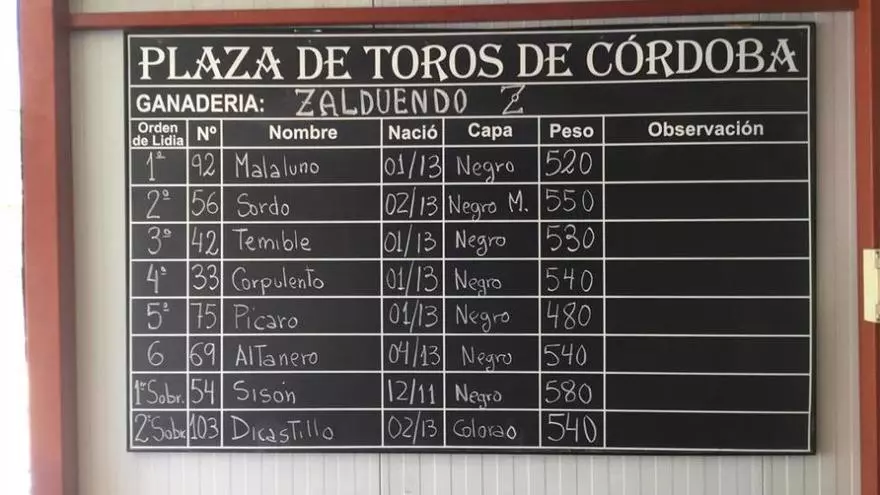 PLAZA DE TOROS DE CÓRDOBA
GANADERIA: ZALDUENDO Z
Orden de Lidia Nº Nombre Nació Capa Peso Observación
1º 92 Malaluno 01/13 Negro 520
2º 56 Sordo 02/13 Negro M. 550
3º 42 Temible 01/13 Negro 530
4º 33 Corpulento 01/13 Negro 540
5º 75 Picaro 01/13 Negro 480
6 69 Altanero 04/13 Negro 540
1º Sobr. 54 Sisón 12/11 Negro 580
2º Sobr. 103 Dicastillo 02/13 Colorao 540